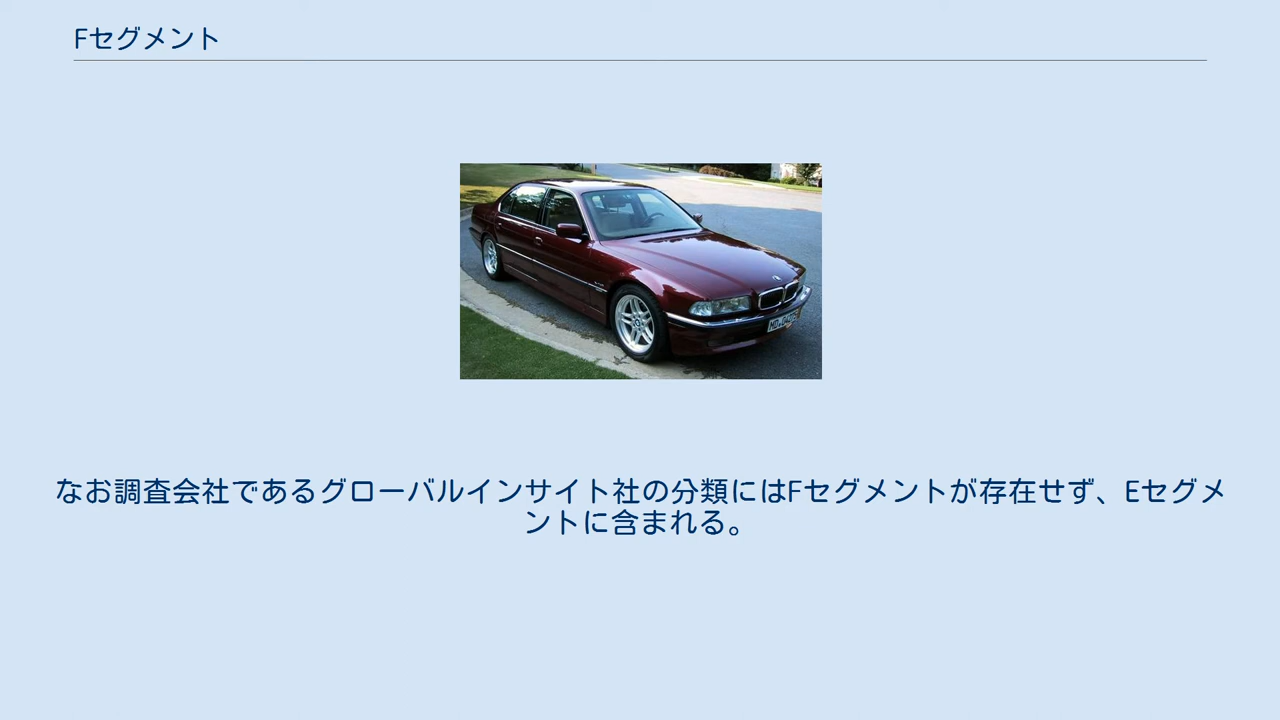 Fセグメント
なお調査会社であるグローバルインサイト社の分類にはFセグメントが存在せず、Eセグメ
ントに含まれる。